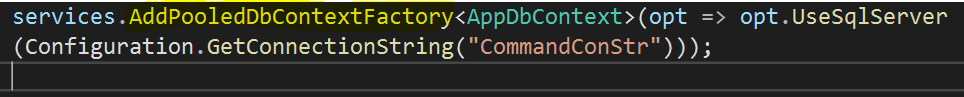 services.AddPooledDbContextFactory<AppDbContext>(opt => opt.UseSqlServer
(Configuration.GetConnectionString("CommandConStr")));